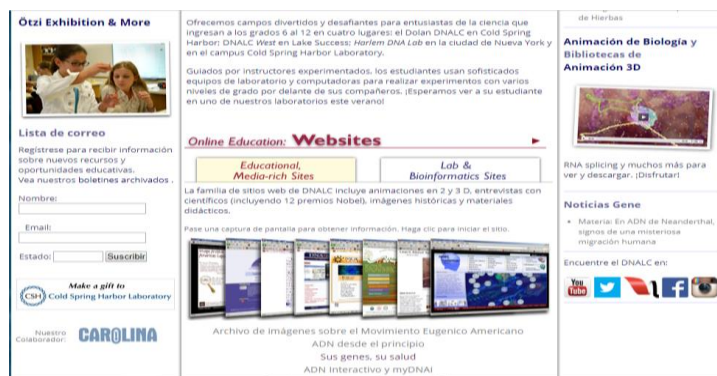 Ötzi Exhibition & More
Lista de correo
Regístrese para recibir información
sobre nuevos recursos y
oportunidades educativas.
Vea nuestros boletines archivados .
Nombre:
Email:
Estado:
Suscribir
Make a gift to
CSH Cold Spring Harbor Laboratory
Nuestro
Colaborador:
CAROLINA
Ofrecemos campos divertidos y desafiantes para entusiastas de la ciencia que
ingresan a los grados 6 al 12 en cuatro lugares: el Dolan DNALC en Cold Spring
Harbor; DNALC West en Lake Success; Harlem DNA Lab en la ciudad de Nueva York y
en el campus Cold Spring Harbor Laboratory.
Guiados por instructores experimentados, los estudiantes usan sofisticados
equipos de laboratorio y computadoras para realizar experimentos con varios
niveles de grado por delante de sus compañeros. ¡Esperamos ver a su estudiante
en uno de nuestros laboratorios este verano!
Online Education: Websites
Educational,
Media-rich Sites
Lab &
Bioinformatics Sites
La familia de sitios web de DNALC incluye animaciones en 2 y 3 D, entrevistas con
científicos (incluyendo 12 premios Nobel), imágenes históricas y materiales
didácticos.
Pase una captura de pantalla para obtener información. Haga clic para iniciar el sitio.
Archivo de imágenes sobre el Movimiento Eugenico Americano
ADN desde el principio
Sus genes, su salud
ADN Interactivo y myDNAi
de Hierbas
Animación de Biología y
Bibliotecas de
Animación 3D
RNA splicing y muchos más para
ver y descargar. ¡Disfrutar!
Noticias Gene
Materia: En ADN de Neanderthal,
signos de una misteriosa
migración humana
Encuentre el DNALC en:
You
Tube